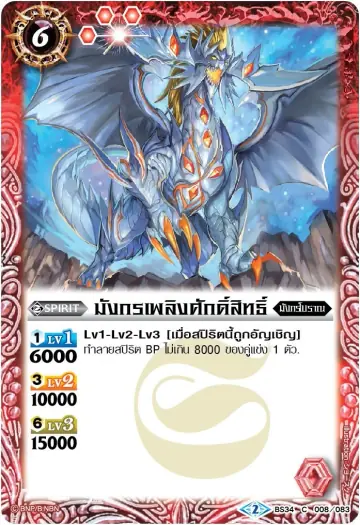 6
②SPIRIT มังกรเพลิงศักดิ์สิทธิ์ มังกรโบราณ
1 LV1
6000
3 LV2
10000
6 LV3
15000
Lv1-Lv2-Lv3 [เมื่อสปิริตนี้ถูกอัญเชิญ]
ทำลายสปิริต BP ไม่เกิน 8000 ของคู่แข่ง 1 ตัว.
© BNP/B NBN
2 BS34 C 008/083